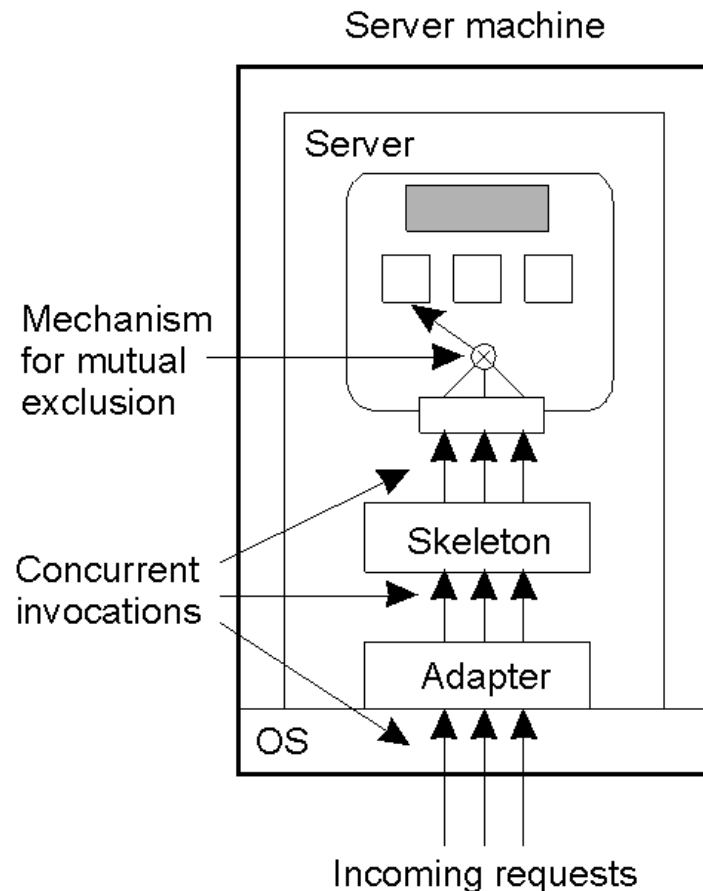 Server machine
Server
Mechanism
for mutual
exclusion
Skeleton
Concurrent
invocations
Adapter
OS
Incoming requests